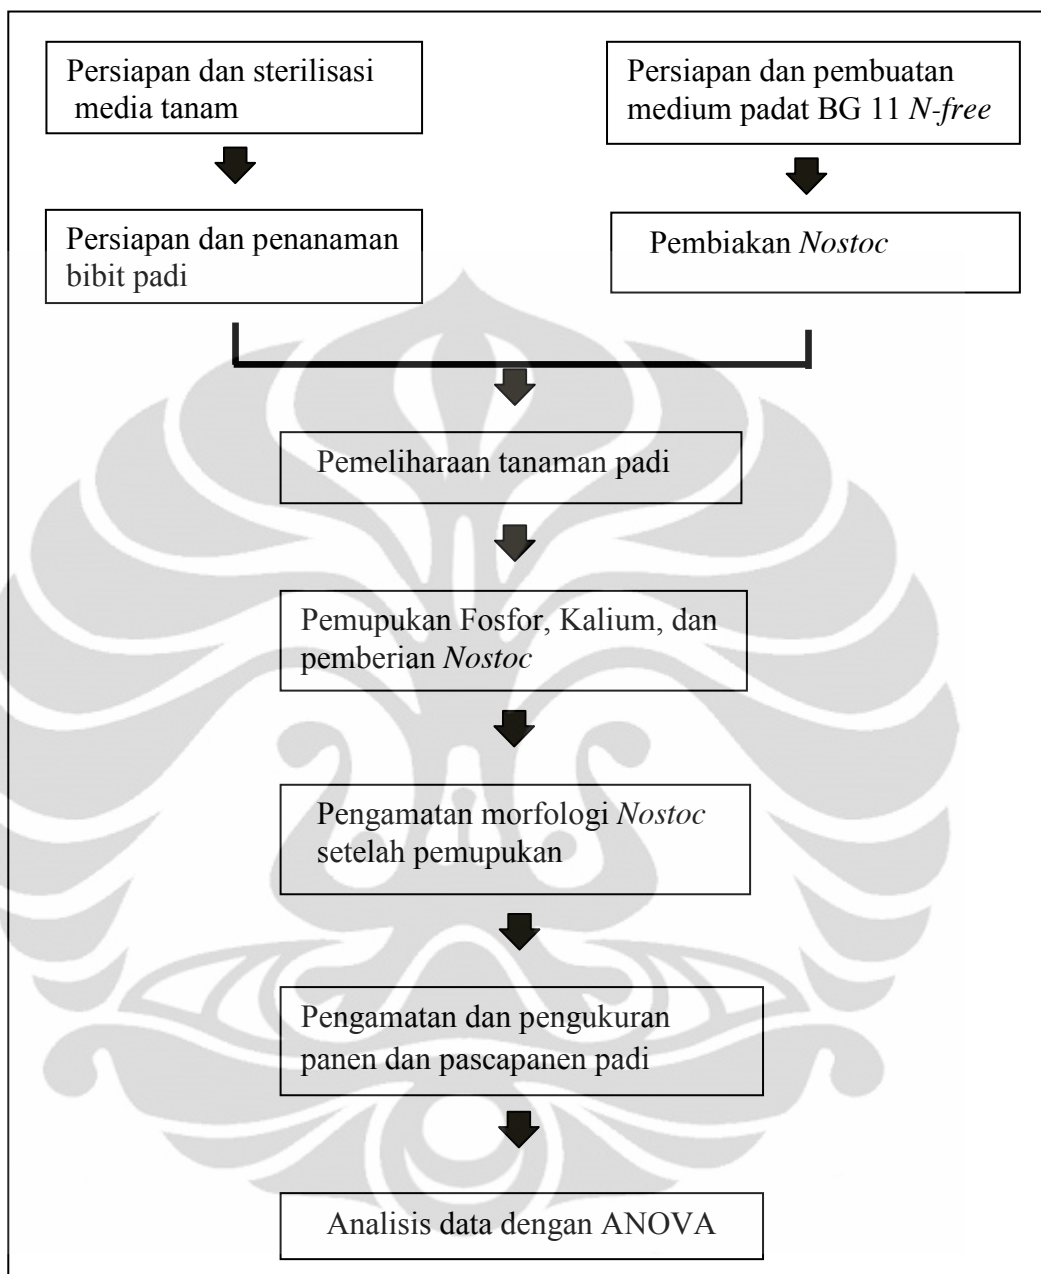 Persiapan dan sterilisasi
media tanam
Persiapan dan pembuatan
medium padat BG 11 N-free
Persiapan dan penanaman
bibit padi
Pembiakan Nostoc
Pemeliharaan tanaman padi
Pemupukan Fosfor, Kalium, dan
pemberian Nostoc
Pengamatan morfologi Nostoc
setelah pemupukan
Pengamatan dan pengukuran
panen dan pascapanen padi
Analisis data dengan ANOVA